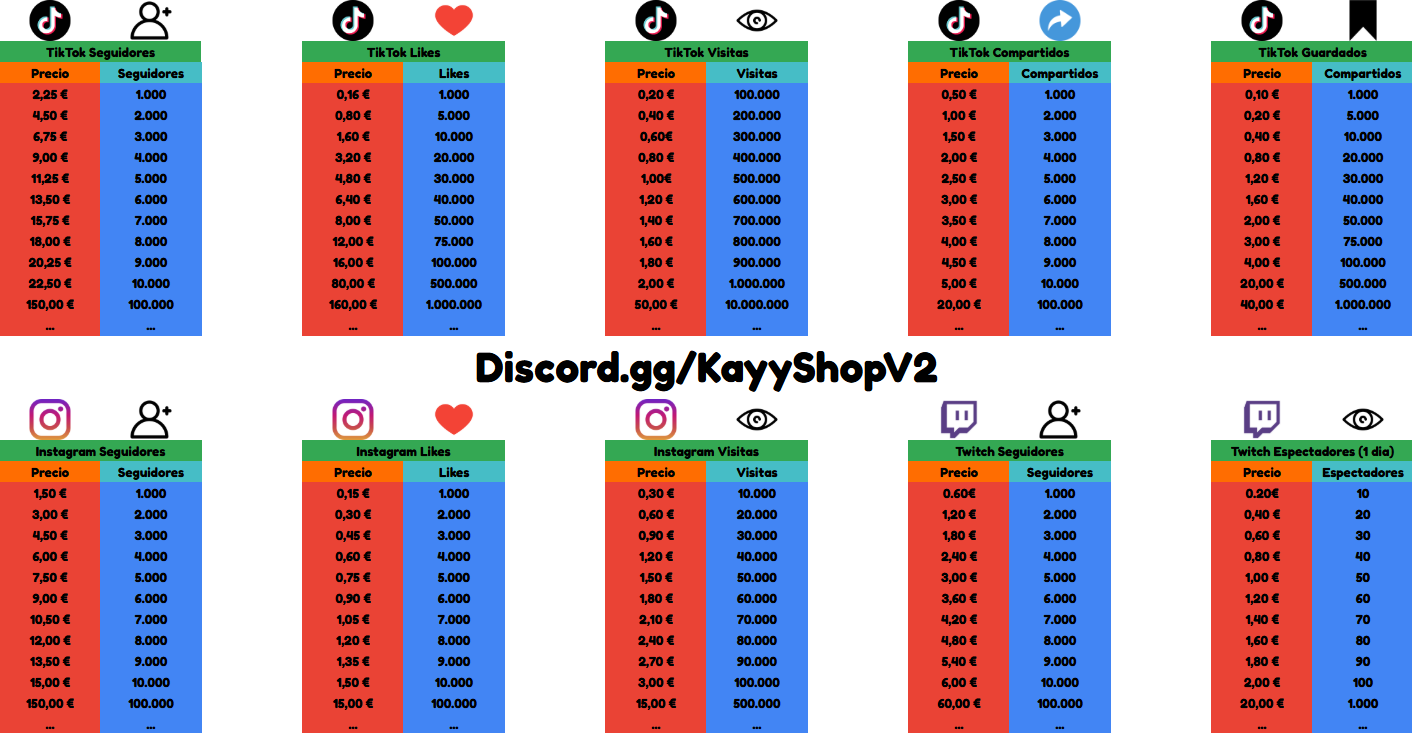 TikTok Seguidores
Precio Seguidores
2,25 € 1.000
4,50 € 2.000
6,75 € 3.000
9,00 € 4.000
11,25 € 5.000
13,50 € 6.000
15,75 € 7.000
18,00 € 8.000
20,25 € 9.000
22,50 € 10.000
150,00 € 100.000
... ...
TikTok Likes
Precio Likes
0,16 € 1.000
0,80 € 5.000
1,60 € 10.000
3,20 € 20.000
4,80 € 30.000
6,40 € 40.000
8,00 € 50.000
12,00 € 75.000
16,00 € 100.000
80,00 € 500.000
160,00 € 1.000.000
... ...
TikTok Visitas
Precio Visitas
0,20 € 100.000
0,40 € 200.000
0,60€ 300.000
0,80 € 400.000
1,00€ 500.000
1,20 € 600.000
1,40 € 700.000
1,60 € 800.000
1,80 € 900.000
2,00 € 1.000.000
50,00 € 10.000.000
... ...
TikTok Compartidos
Precio Compartidos
0,50 € 1.000
1,00 € 2.000
1,50 € 3.000
2,00 € 4.000
2,50 € 5.000
3,00 € 6.000
3,50 € 7.000
4,00 € 8.000
4,50 € 9.000
5,00 € 10.000
20,00 € 100.000
... ...
TikTok Guardados
Precio Compartidos
0,10 € 1.000
0,20 € 5.000
0,40 € 10.000
0,80 € 20.000
1,20 € 30.000
1,60 € 40.000
2,00 € 50.000
3,00 € 75.000
4,00 € 100.000
20,00 € 500.000
40,00 € 1.000.000
... ...
Discord.gg/KayyShopV2
Instagram Seguidores
Precio Seguidores
1,50 € 1.000
3,00 € 2.000
4,50 € 3.000
6,00 € 4.000
7,50 € 5.000
9,00 € 6.000
10,50 € 7.000
12,00 € 8.000
13,50 € 9.000
15,00 € 10.000
150,00 € 100.000
... ...
Instagram Likes
Precio Likes
0,15 € 1.000
0,30 € 2.000
0,45 € 3.000
0,60 € 4.000
0,75 € 5.000
0,90 € 6.000
1,05 € 7.000
1,20 € 8.000
1,35 € 9.000
1,50 € 10.000
15,00 € 100.000
... ...
Instagram Visitas
Precio Visitas
0,30 € 10.000
0,60 € 20.000
0,90 € 30.000
1,20 € 40.000
1,50 € 50.000
1,80 € 60.000
2,10 € 70.000
2,40 € 80.000
2,70 € 90.000
3,00 € 100.000
15,00 € 500.000
... ...
Twitch Seguidores
Precio Seguidores
0.60€ 1.000
1,20 € 2.000
1,80 € 3.000
2,40 € 4.000
3,00 € 5.000
3,60 € 6.000
4,20 € 7.000
4,80 € 8.000
5,40 € 9.000
6,00 € 10.000
60,00 € 100.000
... ...
Twitch Espectadores (1 dia)
Precio Espectadores
0.20€ 10
0,40 € 20
0,60 € 30
0,80 € 40
1,00 € 50
1,20 € 60
1,40 € 70
1,60 € 80
1,80 € 90
2,00 € 100
20,00 € 1.000
... ...